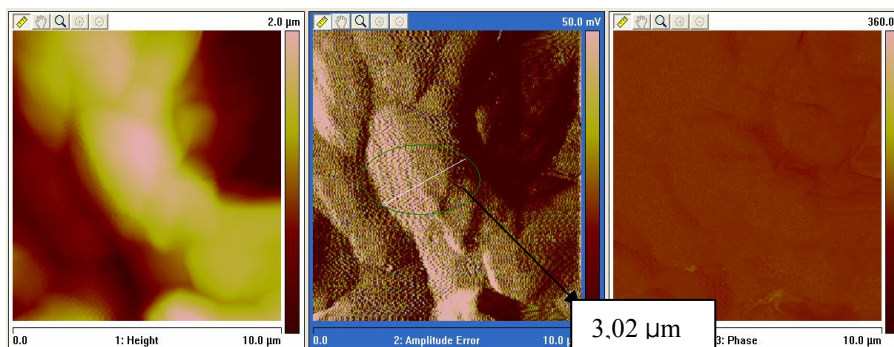 2.0 µm
50.0 mV
360.0
0.0 1: Height 10.0 µm
0.0 2: Amplitude Error 10.0 µ
3: Phase 10.0 µm
3,02 µm